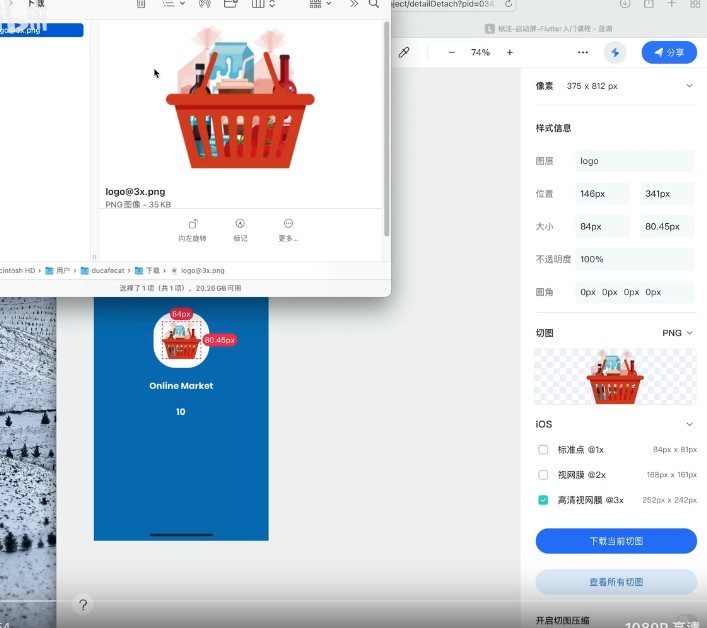 下载
logo@3x.png
oject/detailDetach?pid=034
L 标注-启动屏-Flutter入门课程 - 蓝湖
− 74% +
分享
logo@3x.png
PNG图像 - 35 KB
向左旋转 标记 更多...
cintosh HD › 用户 › ducafecat › 下载 › logo@3x.png
选择了1项（共1项），20.26 GB可用
84px
80.45px
Online Market
10
?
像素 375 x 812 px
样式信息
图层 logo
位置 146px 341px
大小 84px 80.45px
不透明度 100%
圆角 0px 0px 0px 0px
切图 PNG
iOS
标准点 @1x 84px x 81px
视网膜 @2x 168px x 161px
高清视网膜 @3x 252px x 242px
下载当前切图
查看所有切图
开启切图压缩
1080P 高清